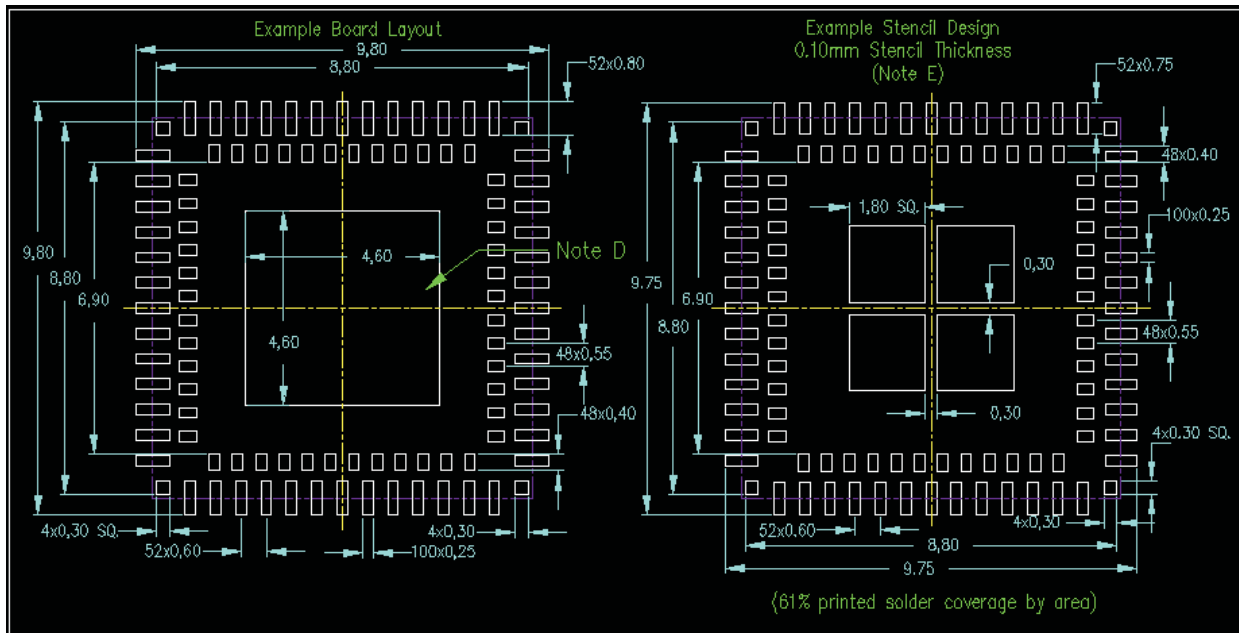 Example Board Layout
9,80
8,80
52x0.80
9,80
8,80
6,90
4,60
4,60
Note D
48x0,55
48x0,40
4x0,30 SQ.
52x0,60
4x0,30
100x0,25
Example Stencil Design
0.10mm Stencil Thickness
(Note E)
52x0.75
48x0.40
1,80 SQ.
100x0.25
0,30
9.75
6.90
8.80
48x0.55
0,30
4x0.30 SQ.
52x0.60
4x0,30
8,80
9.75
(61% printed solder coverage by area)